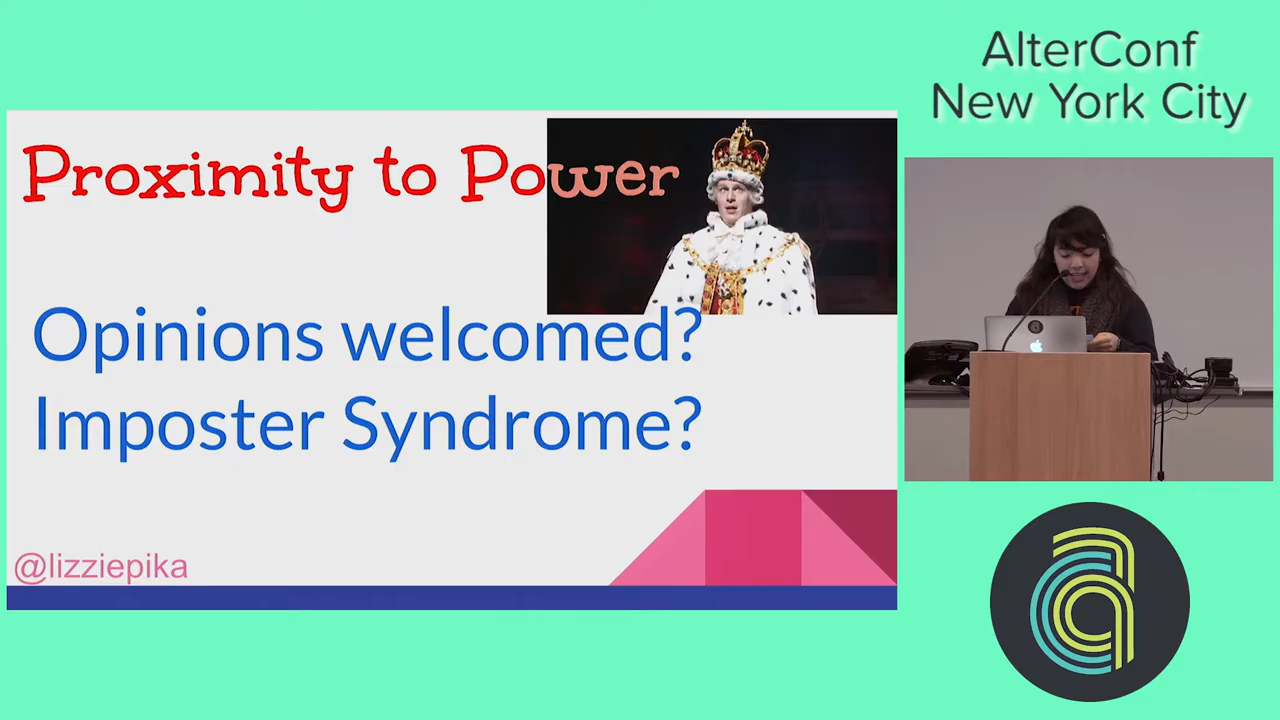 AlterConf
New York City
Proximity to Power
Opinions welcomed?
Imposter Syndrome?
@lizziepika